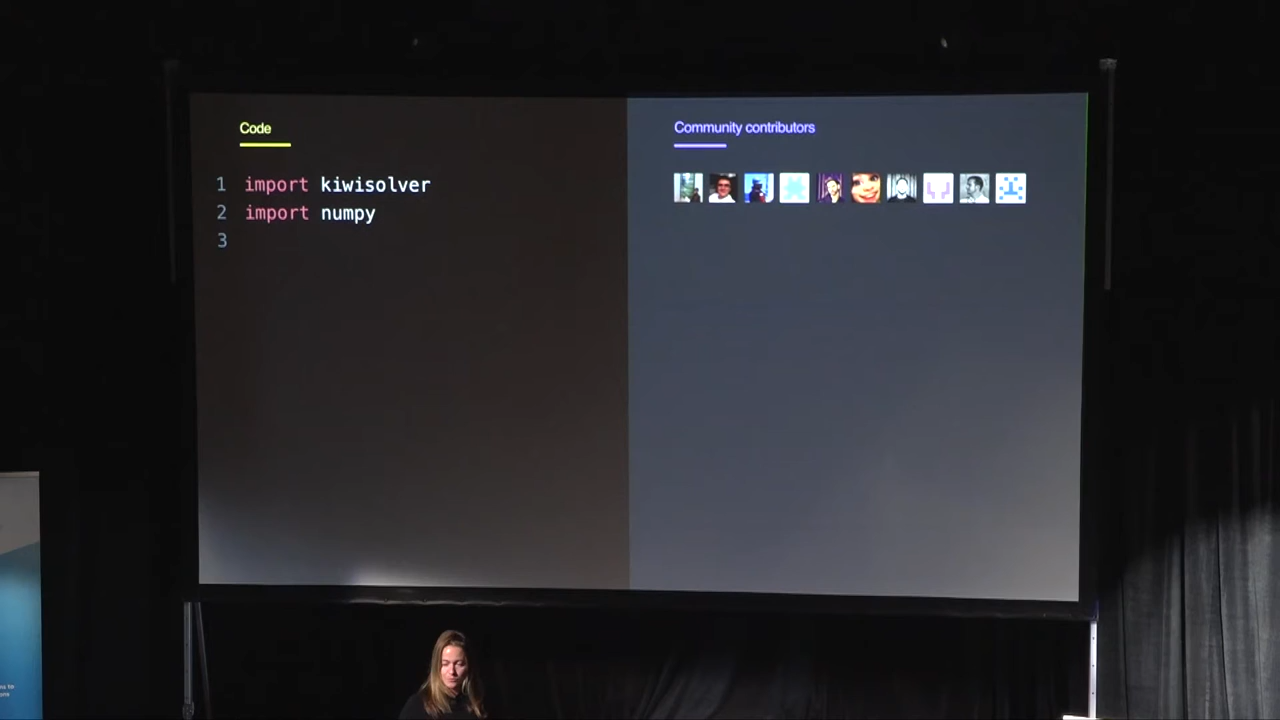 Code
1 import kiwisolver
2 import numpy
3
Community contributors